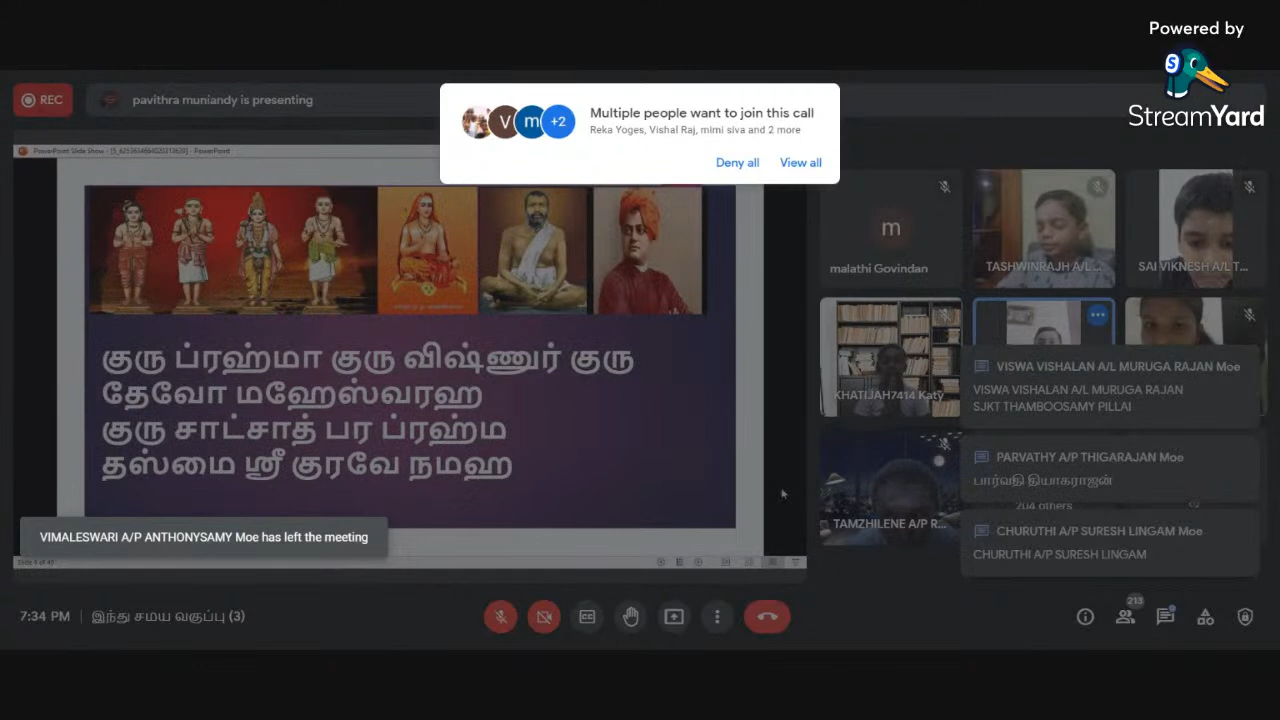 Powered by
StreamYard
REC
pavithra muniandy is presenting
Multiple people want to join this call
Reka Yoges, Vishal Raj, mimi siva and 2 more
V
m
+2
Deny all
View all
m
malathi Govindan
TASHWINRAJH A/L ...
SAI VIKNESH A/L T...
குரு ப்ரஹ்மா குரு விஷ்ணுர் குரு
தேவோ மஹேஸ்வரஹ
குரு சாட்சாத் பர ப்ரஹ்ம
தஸ்மை ஸ்ரீ குரவே நமஹ
KHATIJAH7414 Katy
TAMZHILENE A/P R...
VISWA VISHALAN A/L MURUGA RAJAN Moe
VISWA VISHALAN A/L MURUGA RAJAN
SJKT THAMBOOSAMY PILLAI
PARVATHY A/P THIGARAJAN Moe
பார்வதி தியாகராஜன்
204 others
CHURUTHI A/P SURESH LINGAM Moe
CHURUTHI A/P SURESH LINGAM
VIMALESWARI A/P ANTHONYSAMY Moe has left the meeting
7:34 PM | இந்து சமய வகுப்பு (3)
213